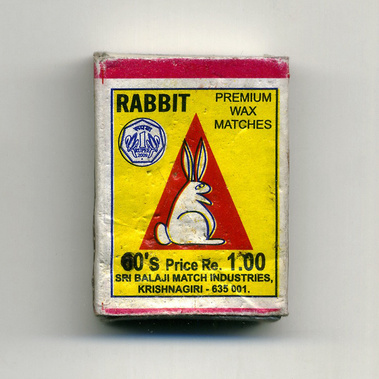 RABBIT
PREMIUM
WAX
MATCHES
60'S Price Re. 1.00
SRI BALAJI MATCH INDUSTRIES,
KRISHNAGIRI - 635 001.